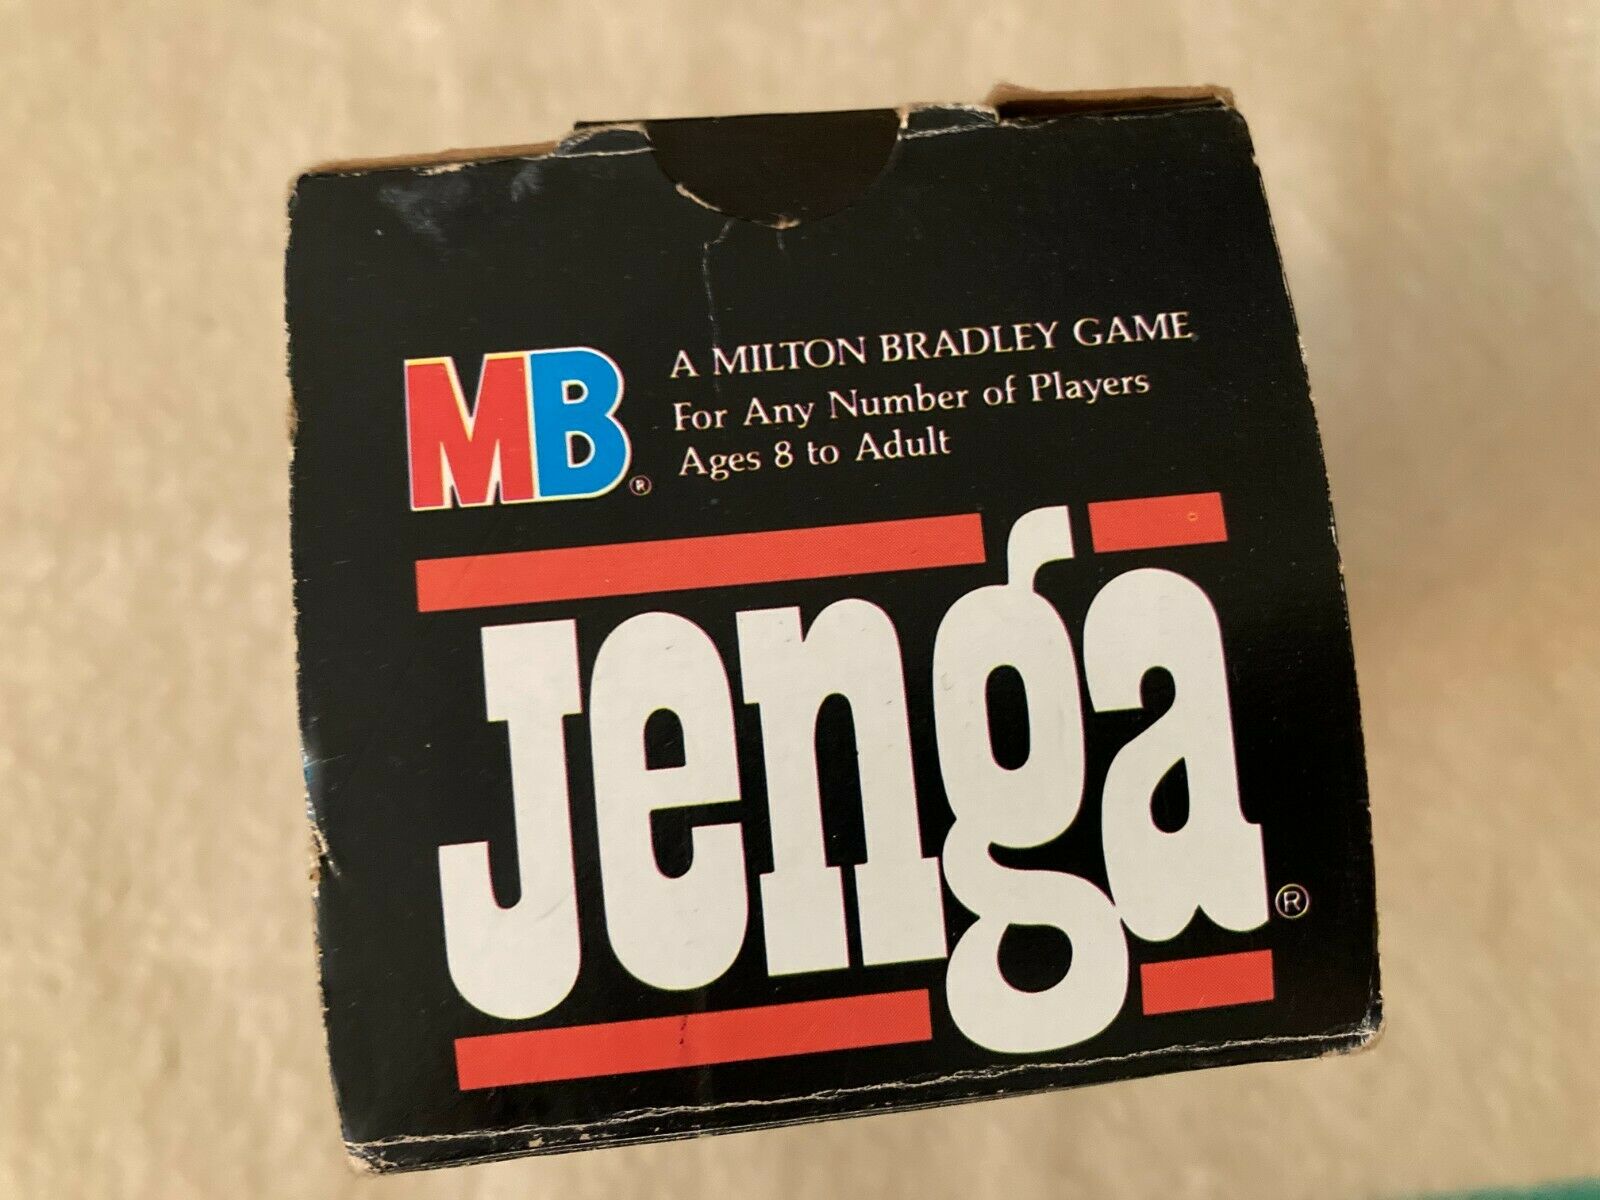 MB®
A MILTON BRADLEY GAME
For Any Number of Players
Ages 8 to Adult
Jenga®